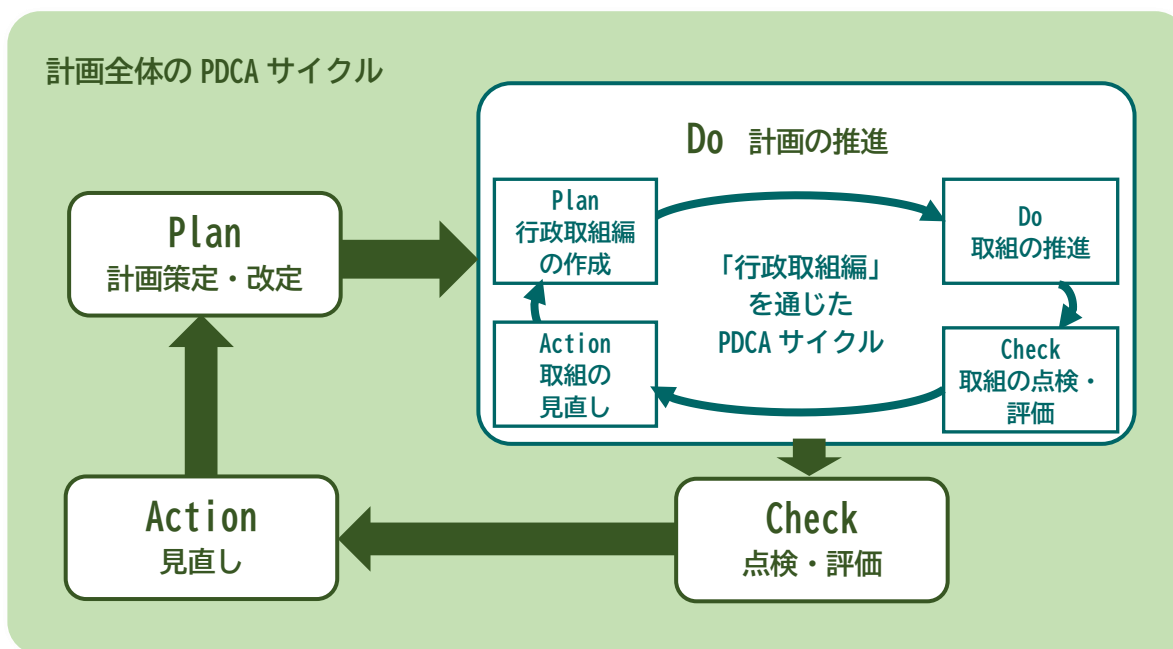 計画全体の PDCA サイクル
Do 計画の推進
Plan
計画策定・改定
Plan
行政取組編
の作成
Do
取組の推進
「行政取組編」
を通じた
PDCA サイクル
Action
取組の
見直し
Check
取組の点検・
評価
Action
見直し
Check
点検・評価